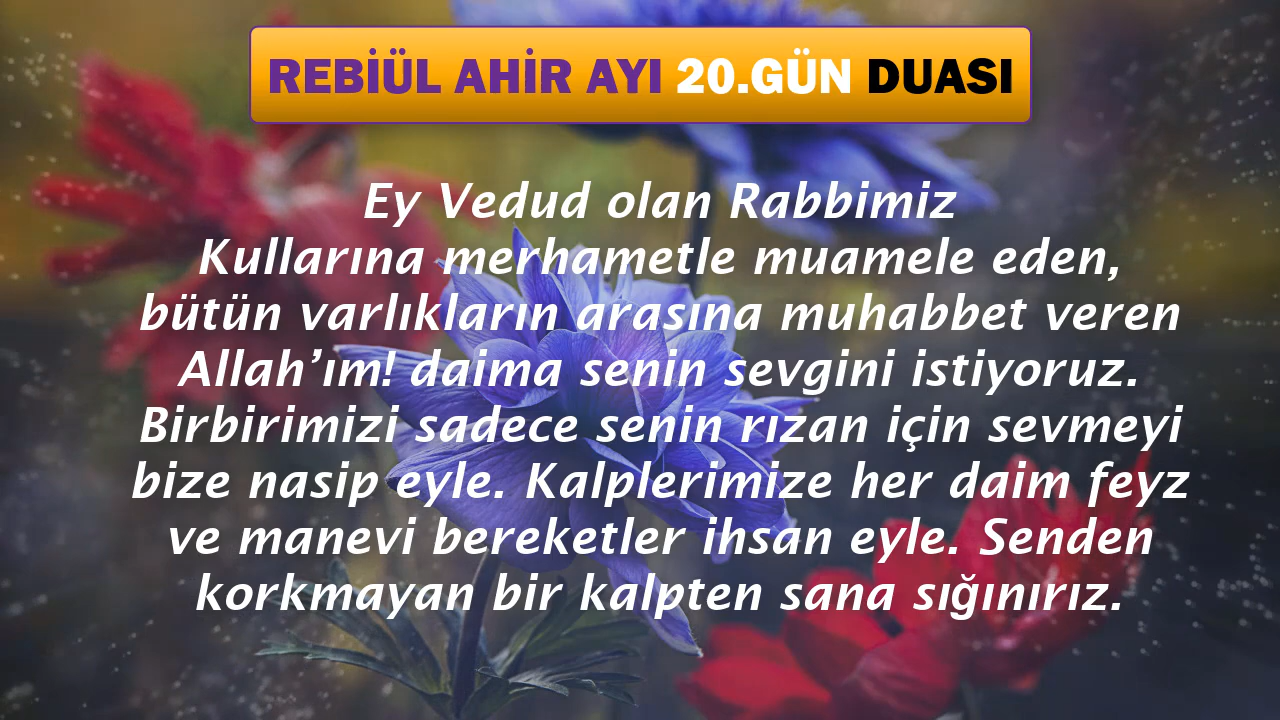 REBİÜL AHİR AYI 20.GÜN DUASI
Ey Vedud olan Rabbimiz
Kullarına merhametle muamele eden,
bütün varlıkların arasına muhabbet veren
Allah’ım! daima senin sevgini istiyoruz.
Birbirimizi sadece senin rızan için sevmeyi
bize nasip eyle. Kalplerimize her daim feyz
ve manevi bereketler ihsan eyle. Senden
korkmayan bir kalpten sana sığınırız.